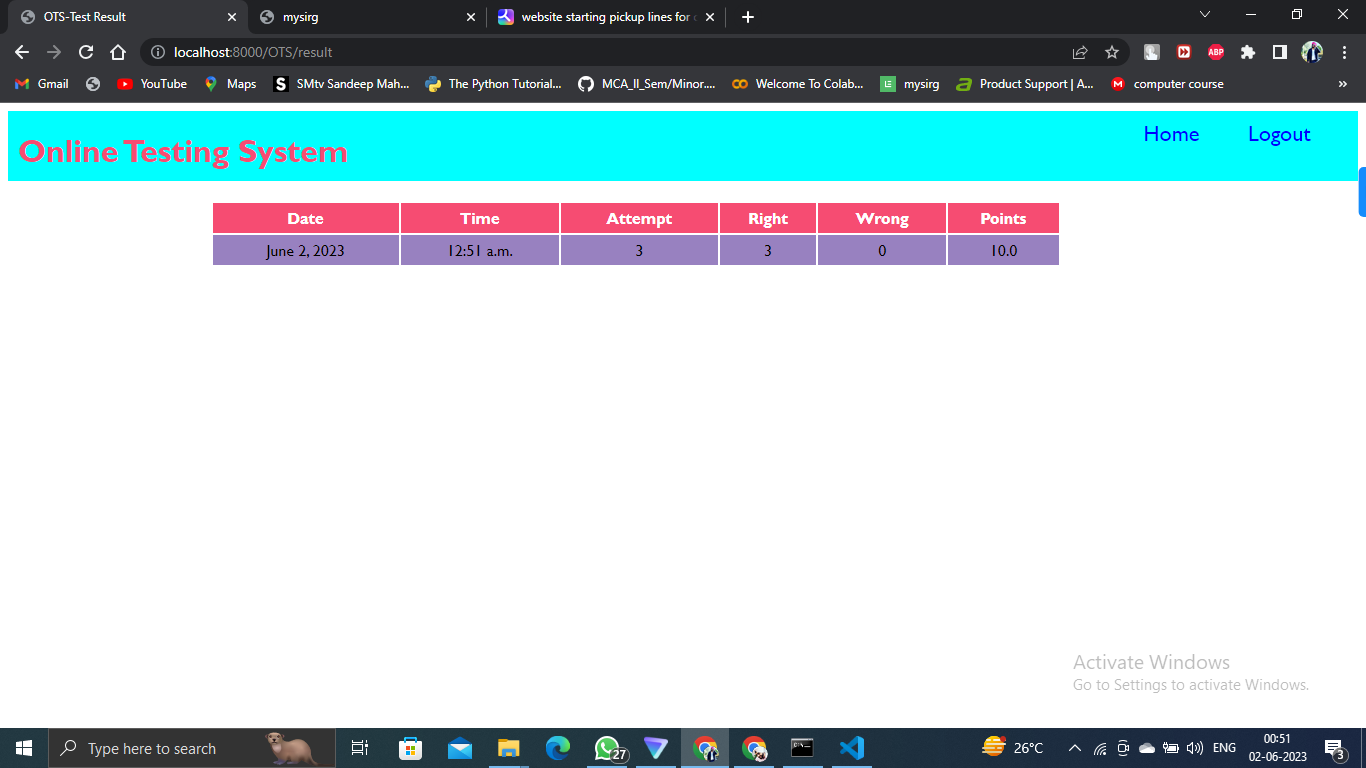 OTS-Test Result
mysirg
website starting pickup lines for
localhost:8000/OTS/result
ABP
Gmail
YouTube
Maps
S
SMtv Sandeep Mah...
The Python Tutorial...
MCA_II_Sem/Minor....
Welcome To Colab...
LE
mysirg
Product Support | A...
M
computer course
»
Online Testing System
Home
Logout
Date Time Attempt Right Wrong Points
June 2, 2023 12:51 a.m. 3 3 0 10.0
Activate Windows
Go to Settings to activate Windows.
Type here to search
27
26°C
ENG
00:51
02-06-2023
3